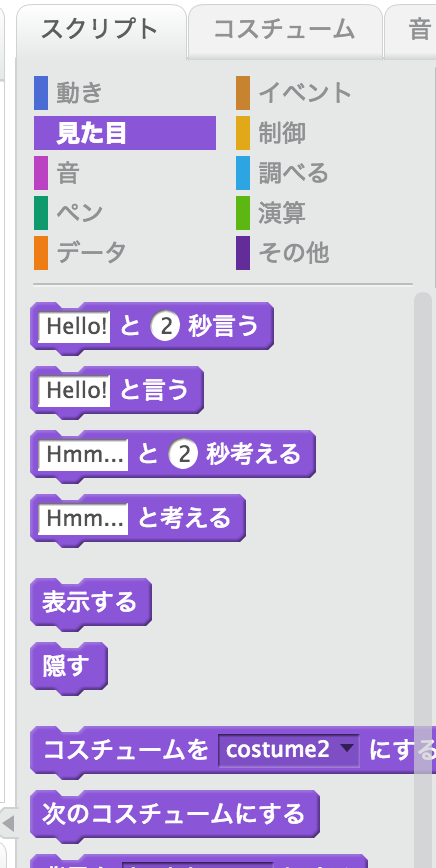 スクリプト コスチューム 音
動き イベント
見た目 制御
音 調べる
ペン 演算
データ その他
Hello! と 2 秒言う
Hello! と言う
Hmm... と 2 秒考える
Hmm... と考える
表示する
隠す
コスチュームを costume2 にする
次のコスチュームにする